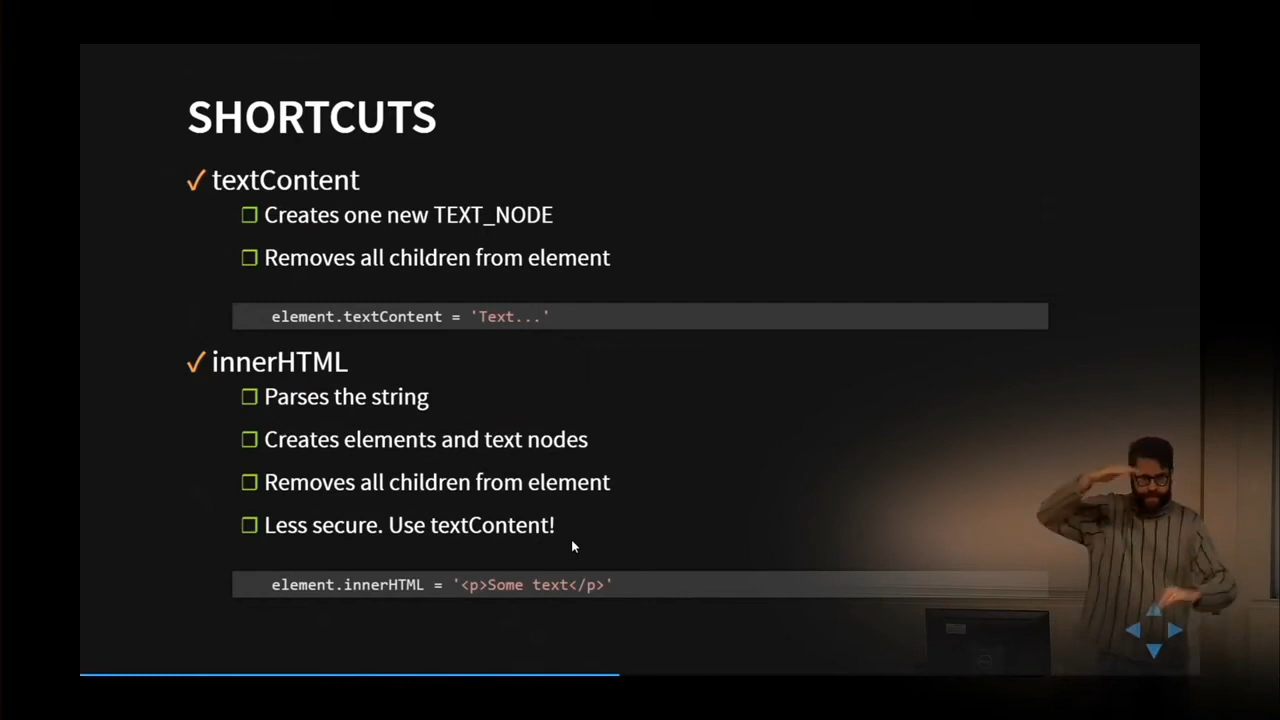 SHORTCUTS
✓ textContent
❐ Creates one new TEXT_NODE
❐ Removes all children from element
element.textContent = 'Text...'
✓ innerHTML
❐ Parses the string
❐ Creates elements and text nodes
❐ Removes all children from element
❐ Less secure. Use textContent!
element.innerHTML = '<p>Some text</p>'